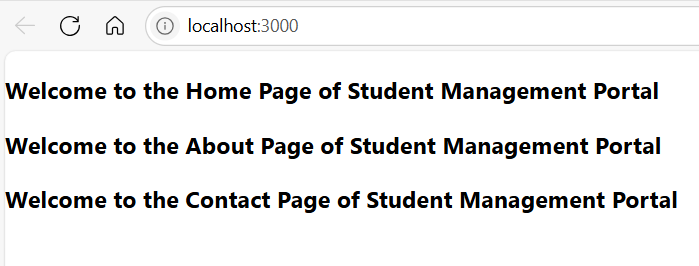 localhost:3000
Welcome to the Home Page of Student Management Portal
Welcome to the About Page of Student Management Portal
Welcome to the Contact Page of Student Management Portal